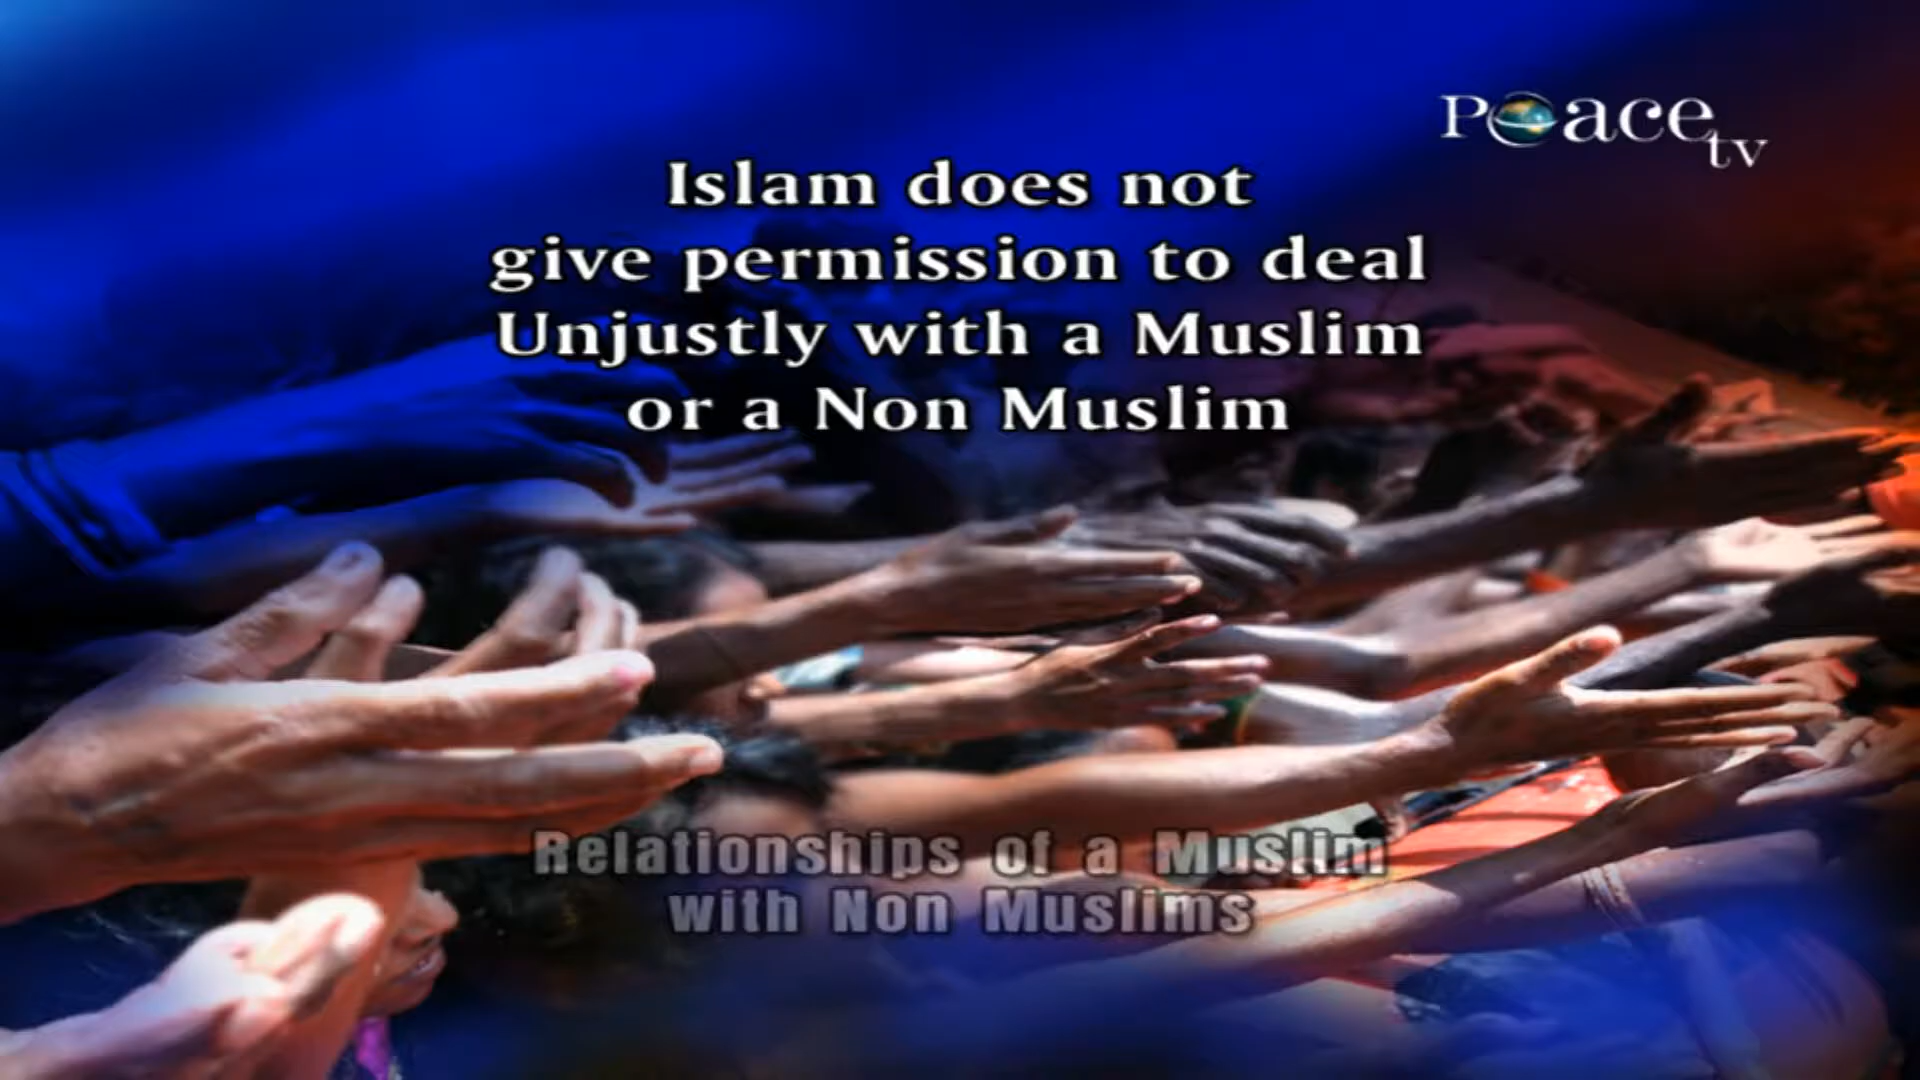 Peace tv
Islam does not
give permission to deal
Unjustly with a Muslim
or a Non Muslim
Relationships of a Muslim
with Non Muslims